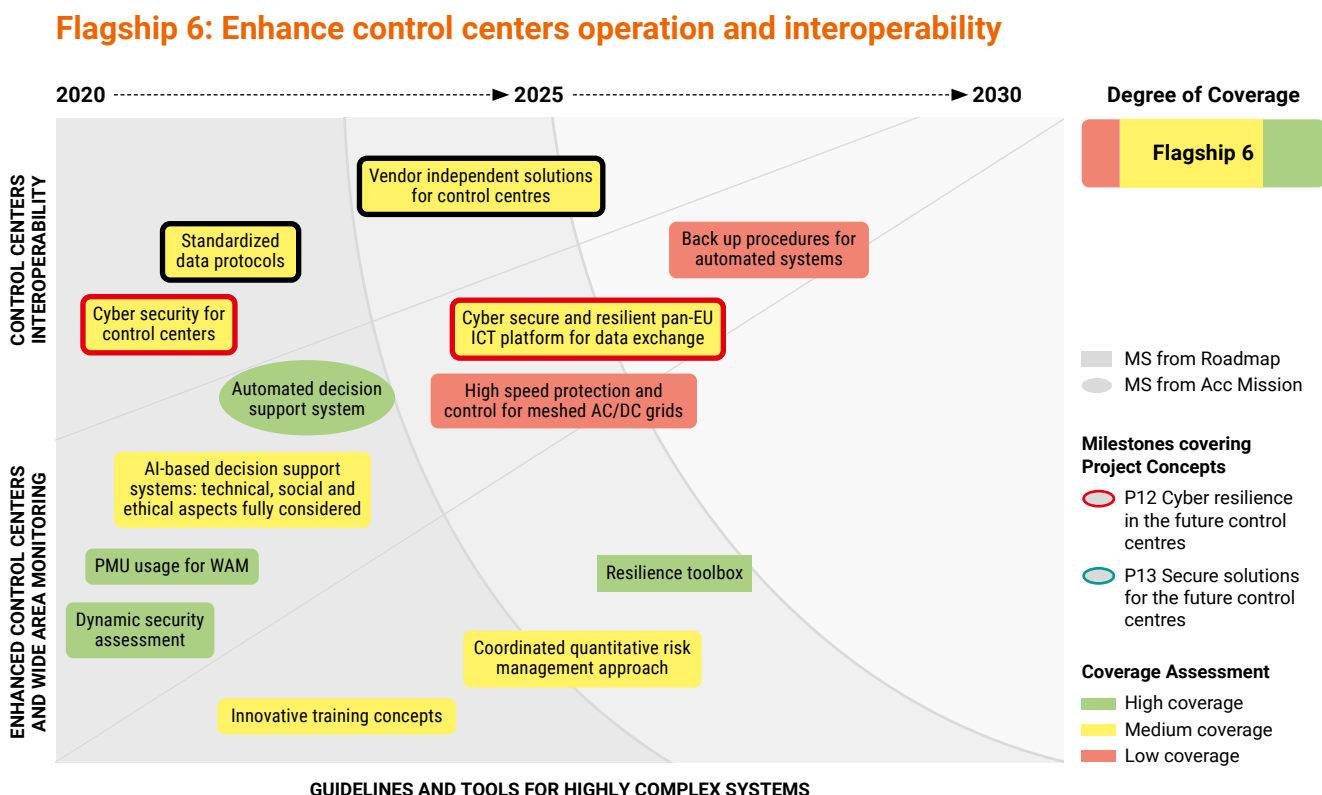 Flagship 6: Enhance control centers operation and interoperability
2020
2025
2030
Degree of Coverage
Flagship 6
CONTROL CENTERS
INTEROPERABILITY
Vendor independent solutions
for control centres
Standardized
data protocols
Back up procedures for
automated systems
Cyber security for
control centers
Cyber secure and resilient pan-EU
ICT platform for data exchange
Automated decision
support system
High speed protection and
control for meshed AC/DC grids
ENHANCED CONTROL CENTERS
AND WIDE AREA MONITORING
AI-based decision support
systems: technical, social and
ethical aspects fully considered
PMU usage for WAM
Resilience toolbox
Dynamic security
assessment
Coordinated quantitative risk
management approach
Innovative training concepts
GUIDELINES AND TOOLS FOR HIGHLY COMPLEX SYSTEMS
MS from Roadmap
MS from Acc Mission
Milestones covering
Project Concepts
P12 Cyber resilience
in the future control
centres
P13 Secure solutions
for the future control
centres
Coverage Assessment
High coverage
Medium coverage
Low coverage